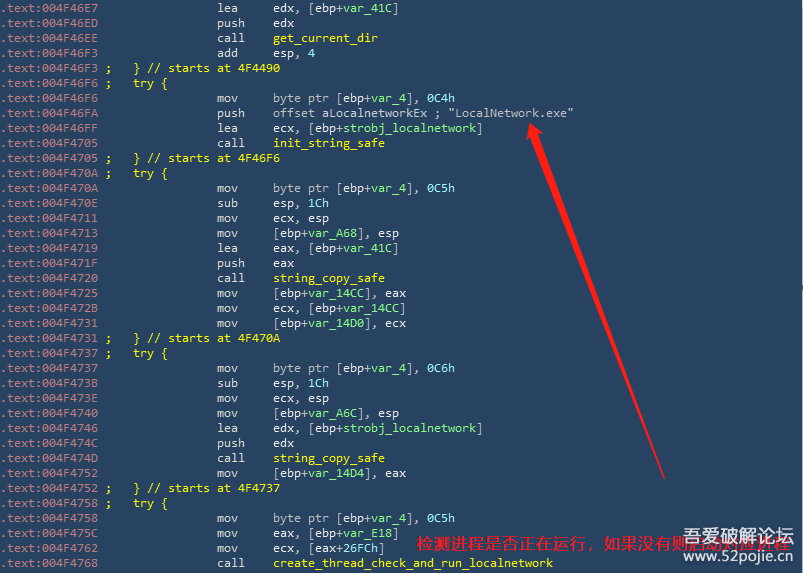 .text:004F46E7 lea edx, [ebp+var_41C]
.text:004F46ED push edx
.text:004F46EE call get_current_dir
.text:004F46F3 add esp, 4
.text:004F46F3 ; } // starts at 4F4490
.text:004F46F6 ; try {
.text:004F46F6 mov byte ptr [ebp+var_4], 0C4h
.text:004F46FA push offset aLocalnetworkEx ; "LocalNetwork.exe"
.text:004F46FF lea ecx, [ebp+strobj_localnetwork]
.text:004F4705 call init_string_safe
.text:004F4705 ; } // starts at 4F46F6
.text:004F470A ; try {
.text:004F470A mov byte ptr [ebp+var_4], 0C5h
.text:004F470E sub esp, 1Ch
.text:004F4711 mov ecx, esp
.text:004F4713 mov [ebp+var_A68], esp
.text:004F4719 lea eax, [ebp+var_41C]
.text:004F471F push eax
.text:004F4720 call string_copy_safe
.text:004F4725 mov [ebp+var_14CC], eax
.text:004F472B mov ecx, [ebp+var_14CC]
.text:004F4731 mov [ebp+var_14D0], ecx
.text:004F4731 ; } // starts at 4F470A
.text:004F4737 ; try {
.text:004F4737 mov byte ptr [ebp+var_4], 0C6h
.text:004F473B sub esp, 1Ch
.text:004F473E mov ecx, esp
.text:004F4740 mov [ebp+var_A6C], esp
.text:004F4746 lea edx, [ebp+strobj_localnetwork]
.text:004F474C push edx
.text:004F474D call string_copy_safe
.text:004F4752 mov [ebp+var_14D4], eax
.text:004F4752 ; } // starts at 4F4737
.text:004F4758 ; try {
.text:004F4758 mov byte ptr [ebp+var_4], 0C5h
.text:004F475C mov eax, [ebp+var_E18]
.text:004F4762 mov ecx, [eax+26FCh]
.text:004F4768 call create_thread_check_and_run_localnetwork
检测进程是否正在运行，如果没有则启动对应进程
吾爱破解论坛
www.52pojie.cn